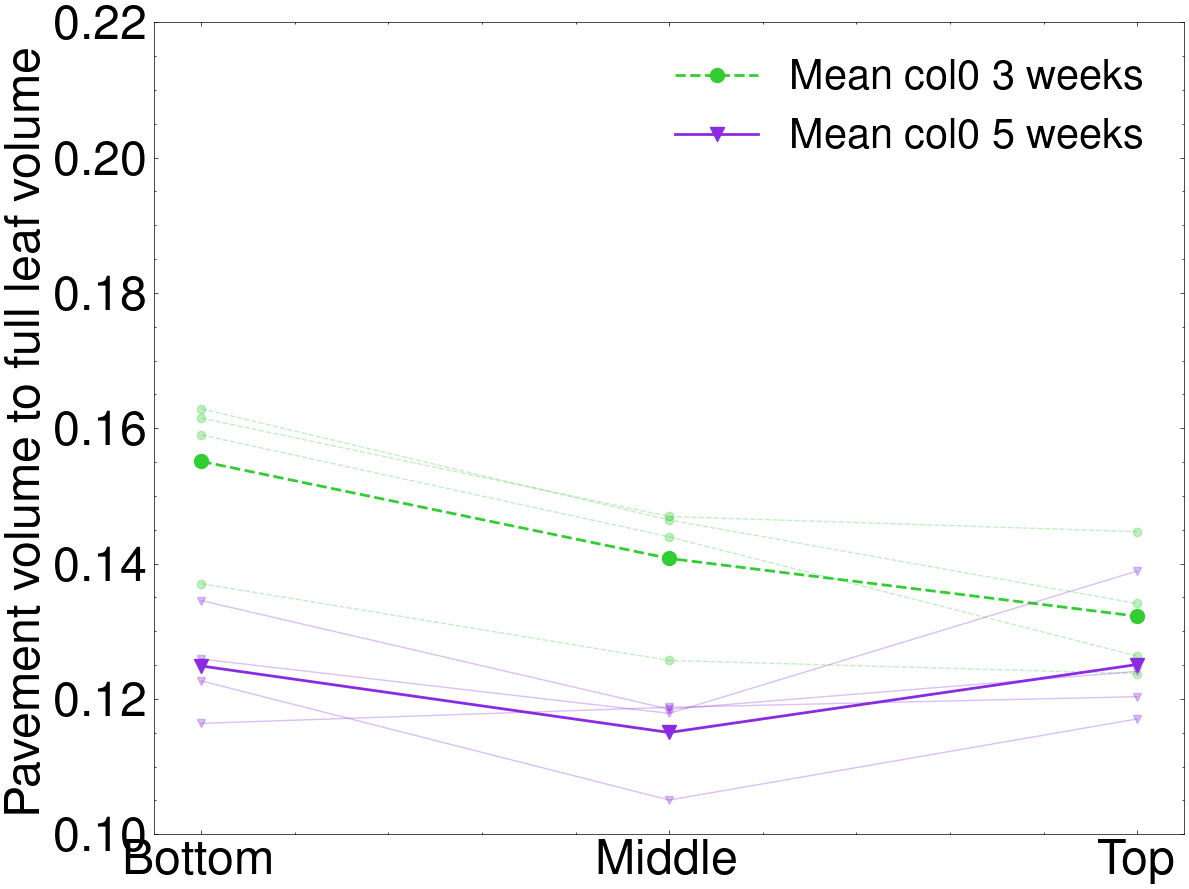 Pavement volume to full leaf volume
0.22
0.20
0.18
0.16
0.14
0.12
0.10
Mean col0 3 weeks
Mean col0 5 weeks
Bottom
Middle
Top